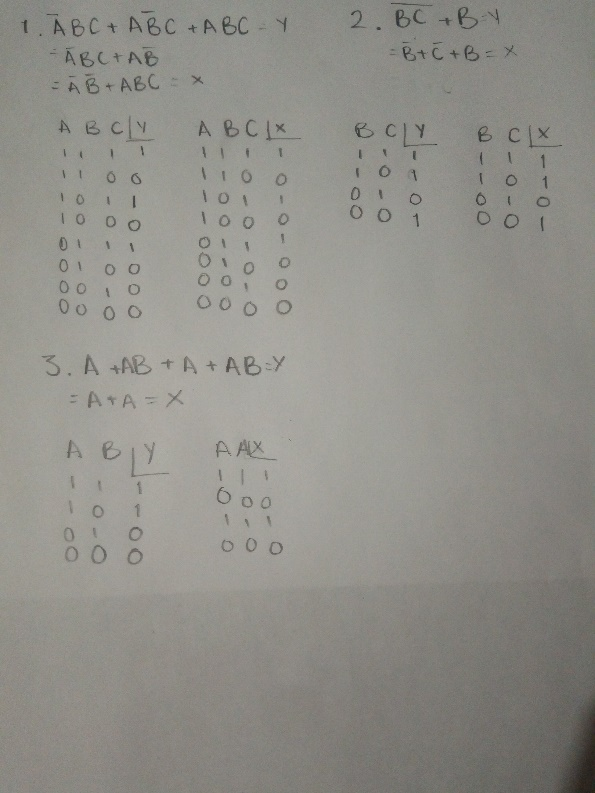 1. A̅BC + AB̅C + ABC = Y
= A̅BC + AB̅
= A̅B̅ + ABC = X
A B C Y
1 1 1 1
1 1 0 0
1 0 1 1
1 0 0 0
0 1 1 1
0 1 0 0
0 0 1 0
0 0 0 0
A B C X
1 1 1 1
1 1 0 0
1 0 1 1
1 0 0 0
0 1 1 1
0 1 0 0
0 0 1 0
0 0 0 0
2. B̅C̅ + B = Y
= B̅ + C̅ + B = X
B C Y
1 1 1
1 0 1
0 1 0
0 0 1
B C X
1 1 1
1 0 1
0 1 0
0 0 1
3. A + AB + A + AB = Y
= A + A = X
A B Y
1 1 1
1 0 1
0 1 0
0 0 0
A A X
1 1 1
0 0 0
1 1 1
0 0 0